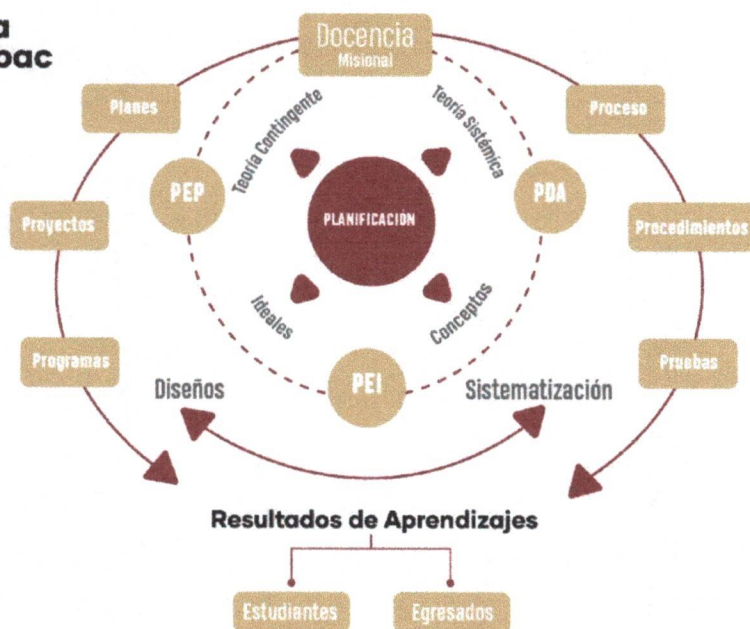 a
oac
Docencia
Misional
Planes
Proceso
Teoría Contingente
Teoría Sistémica
PEP
PDA
PLANIFICACIÓN
Proyectos
Procedimientos
Ideales
Conceptos
Programas
Pruebas
PEI
Diseños
Sistematización
Resultados de Aprendizajes
Estudiantes
Egresados